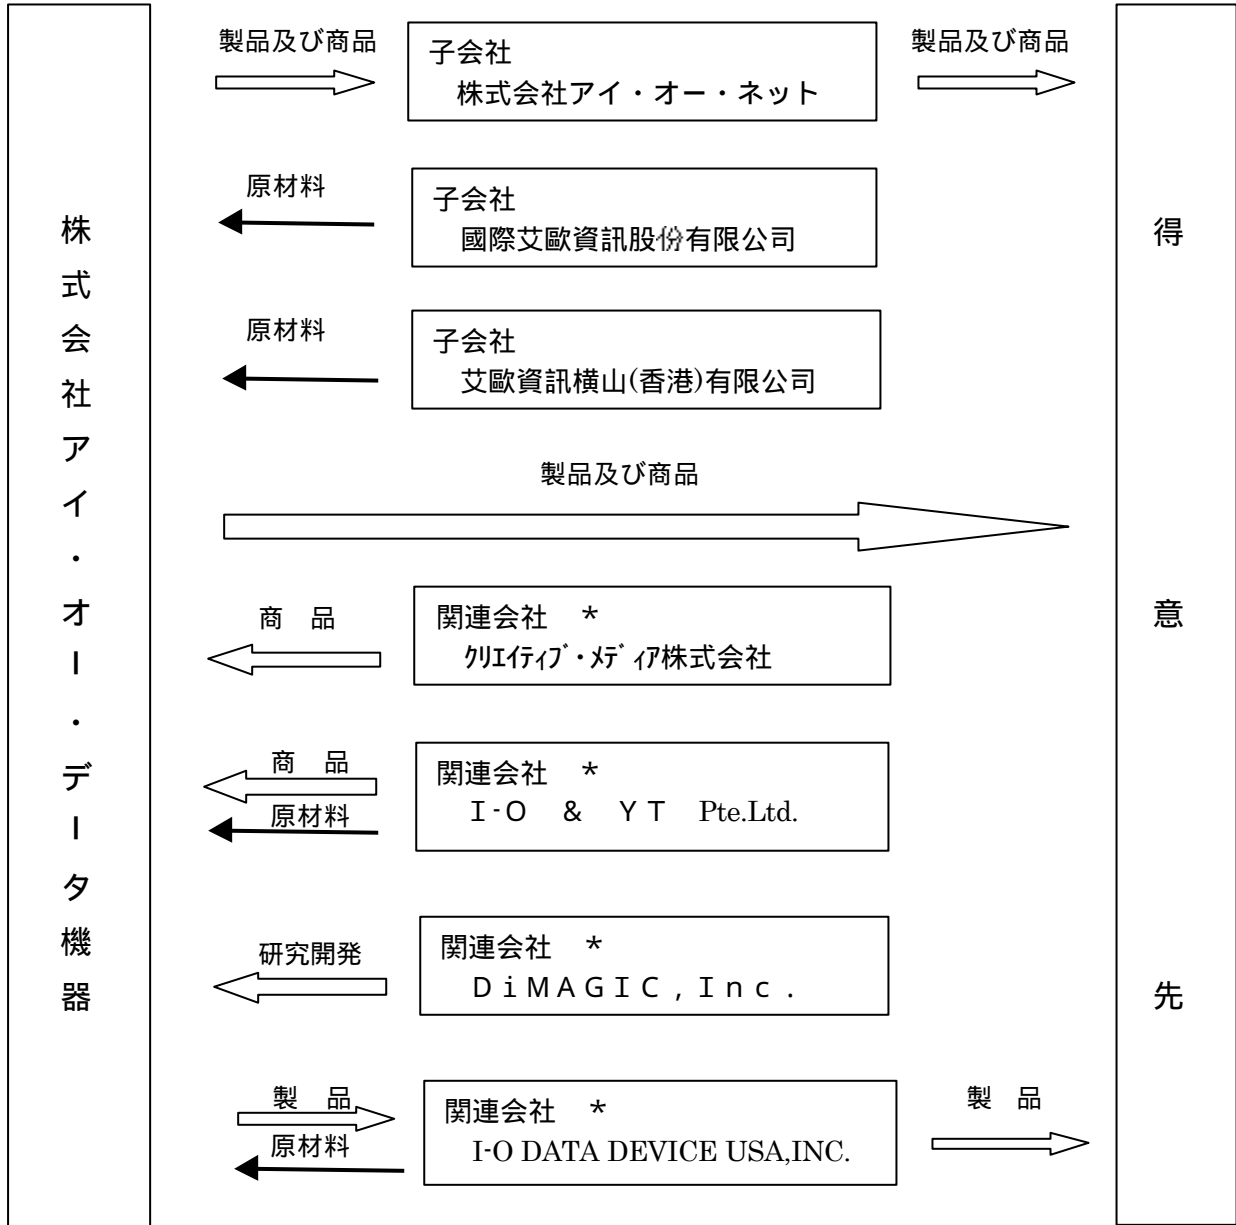 株式会社アイ・オー・データ機器
製品及び商品
子会社
株式会社アイ・オー・ネット
製品及び商品
原材料
子会社
國際艾歐資訊股份有限公司
原材料
子会社
艾歐資訊横山(香港)有限公司
製品及び商品
商　品
関連会社　*
ｸﾘｴｲﾃｨﾌﾞ・ﾒﾃﾞｨｱ株式会社
商　品
原材料
関連会社　*
Ｉ-Ｏ　＆　ＹＴ　Pte.Ltd.
研究開発
関連会社　*
ＤｉＭＡＧＩＣ，Ｉｎｃ．
製　品
原材料
関連会社　*
I-O DATA DEVICE USA,INC.
製　品
得意先